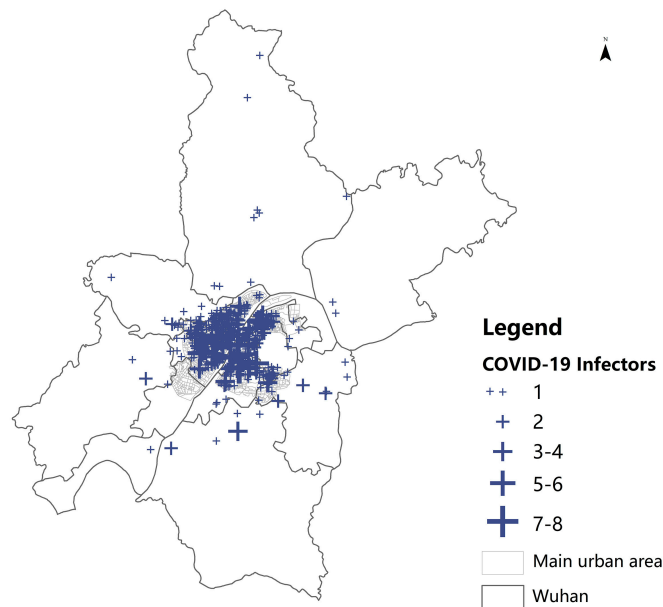 N
Legend
COVID-19 Infectors
1
2
3-4
5-6
7-8
Main urban area
Wuhan